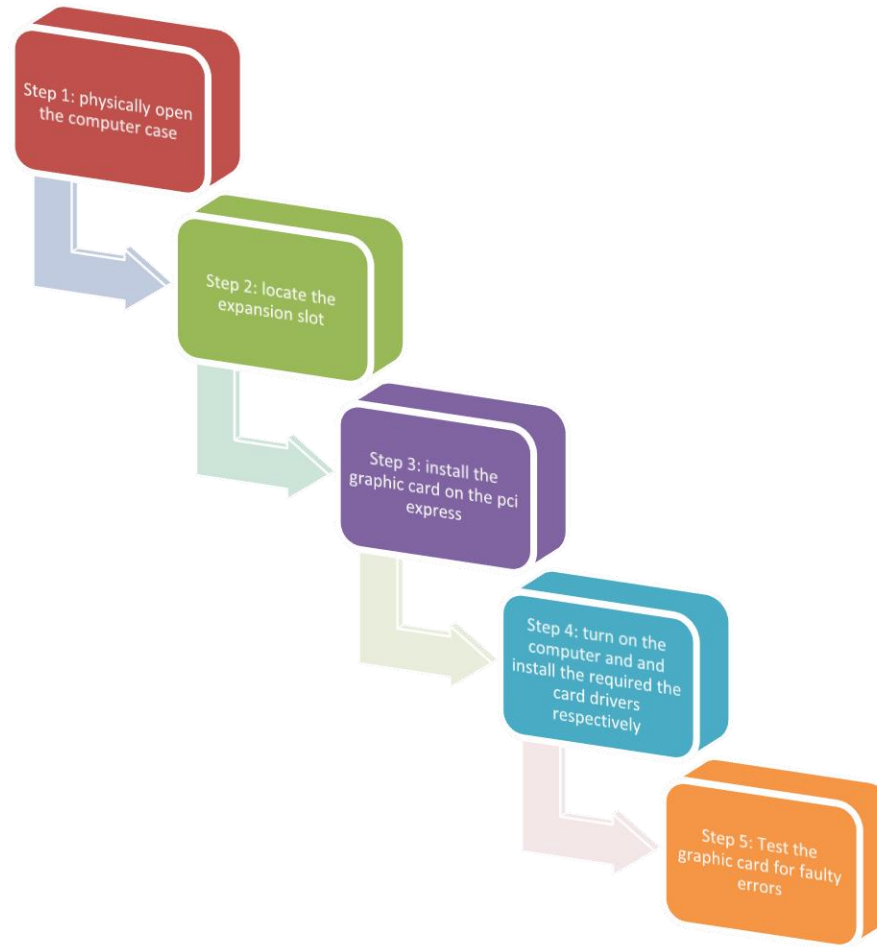 Step 1: physically open
the computer case
Step 2: locate the
expansion slot
Step 3: install the
graphic card on the pci
express
Step 4: turn on the
computer and and
install the required the
card drivers
respectively
Step 5: Test the
graphic card for faulty
errors